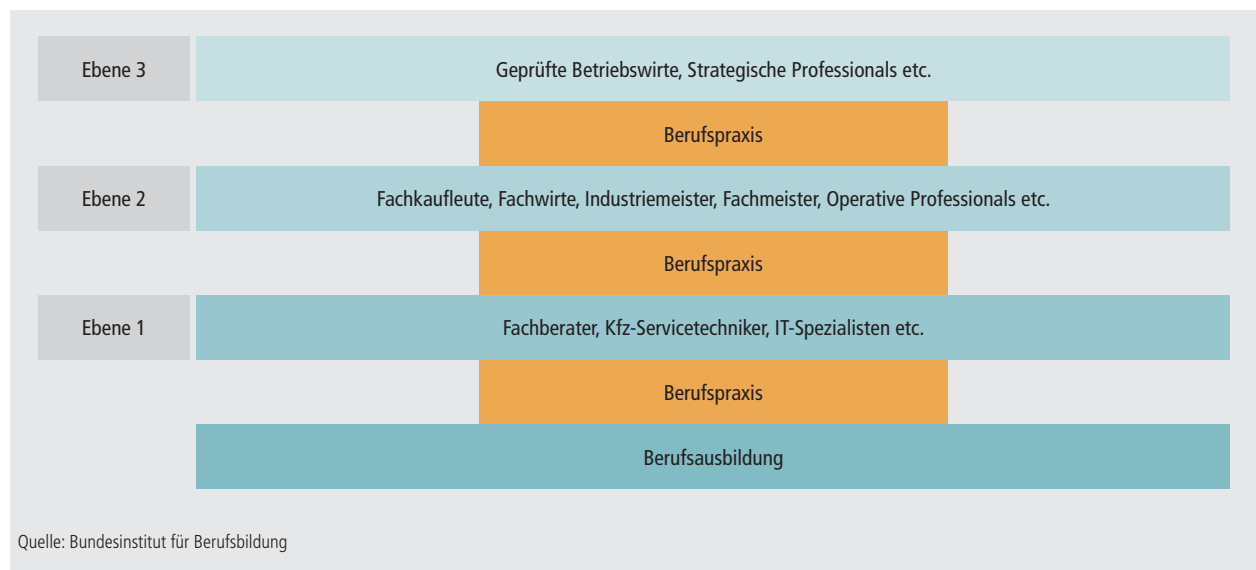 Ebene 3
Geprüfte Betriebswirte, Strategische Professionals etc.
Berufspraxis
Ebene 2
Fachkaufleute, Fachwirte, Industriemeister, Fachmeister, Operative Professionals etc.
Berufspraxis
Ebene 1
Fachberater, Kfz-Servicetechniker, IT-Spezialisten etc.
Berufspraxis
Berufsausbildung
Quelle: Bundesinstitut für Berufsbildung